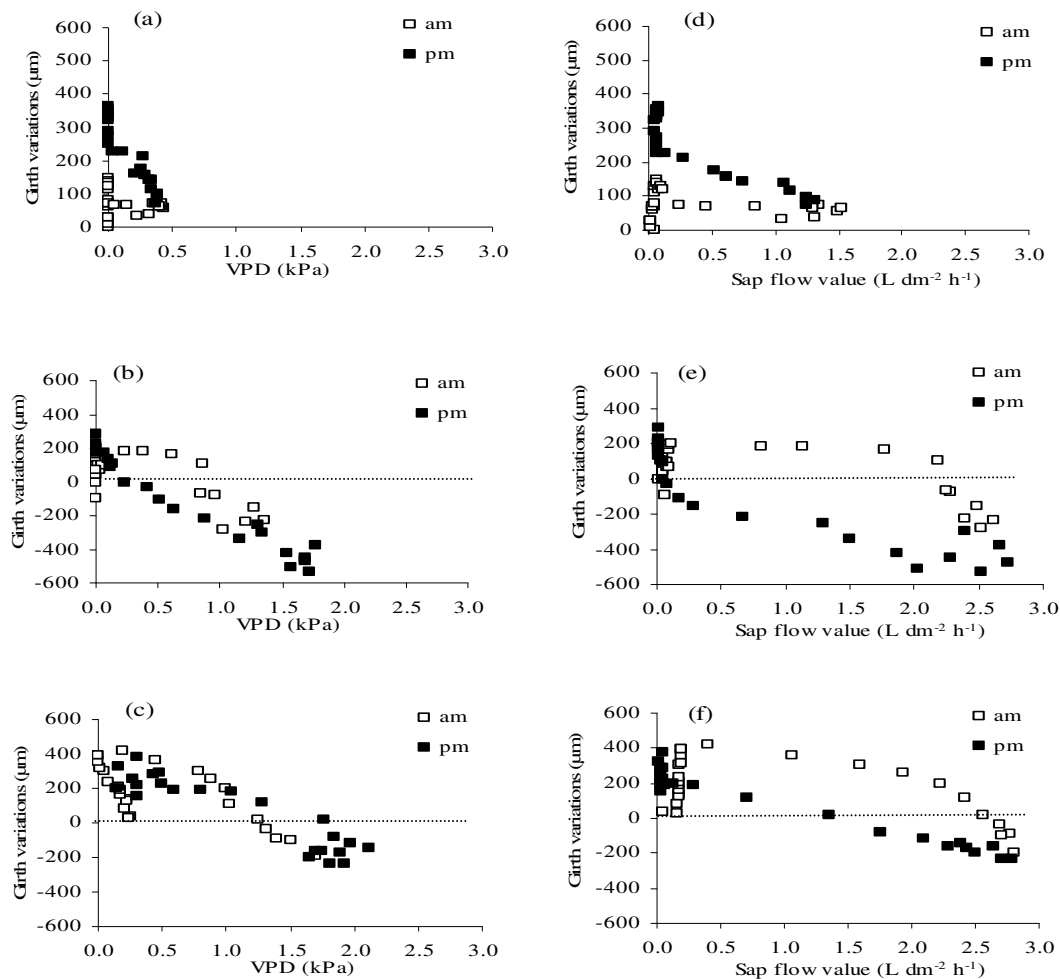 (a)
am
pm
Girth variations (µm)
600
500
400
300
200
100
0
0.0 0.5 1.0 1.5 2.0 2.5 3.0
VPD (kPa)
(d)
am
pm
Girth variations (µm)
600
500
400
300
200
100
0
0.0 0.5 1.0 1.5 2.0 2.5 3.0
Sap flow value (L dm-2 h-1)
(b)
am
pm
Girth variations (µm)
600
400
200
0
-200
-400
-600
0.0 0.5 1.0 1.5 2.0 2.5 3.0
VPD (kPa)
(e)
am
pm
Girth variations (µm)
600
400
200
0
-200
-400
-600
0.0 0.5 1.0 1.5 2.0 2.5 3.0
Sap flow value (L dm-2 h-1)
(c)
am
pm
Girth variations (µm)
600
400
200
0
-200
-400
-600
0.0 0.5 1.0 1.5 2.0 2.5 3.0
VPD (kPa)
(f)
am
pm
Girth variations (µm)
600
400
200
0
-200
-400
-600
0.0 0.5 1.0 1.5 2.0 2.5 3.0
Sap flow value (L dm-2 h-1)